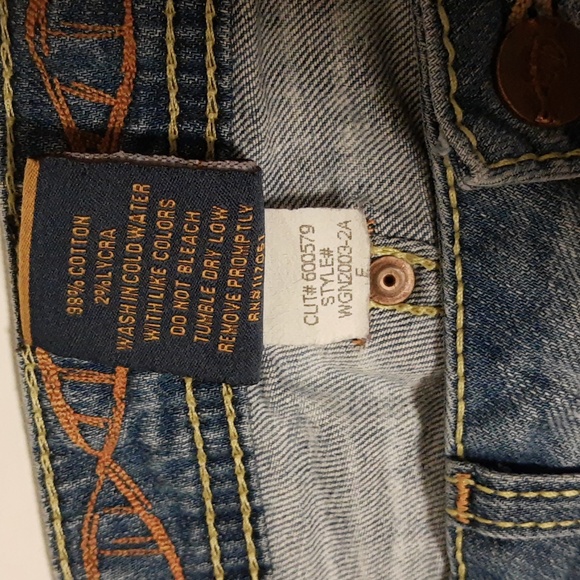 98% COTTON
2% LYCRA
WASH IN COLD WATER
WITH LIKE COLORS
DO NOT BLEACH
TUMBLE DRY LOW
REMOVE PROMPTLY
CUT# 600579
STYLE#
WGN2003-2A